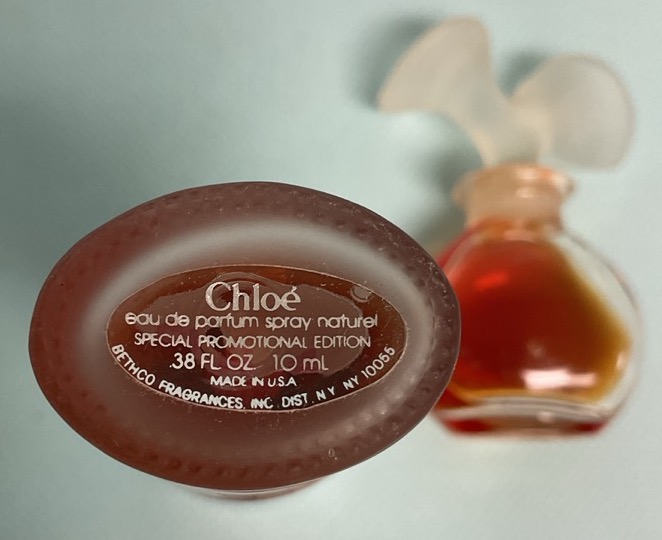 Chloé
eau de parfum spray naturel
SPECIAL PROMOTIONAL EDITION
.38 FL OZ. 10 mL
MADE IN U.S.A
BETHCO FRAGRANCES, INC. DIST. N.Y. NY 10055